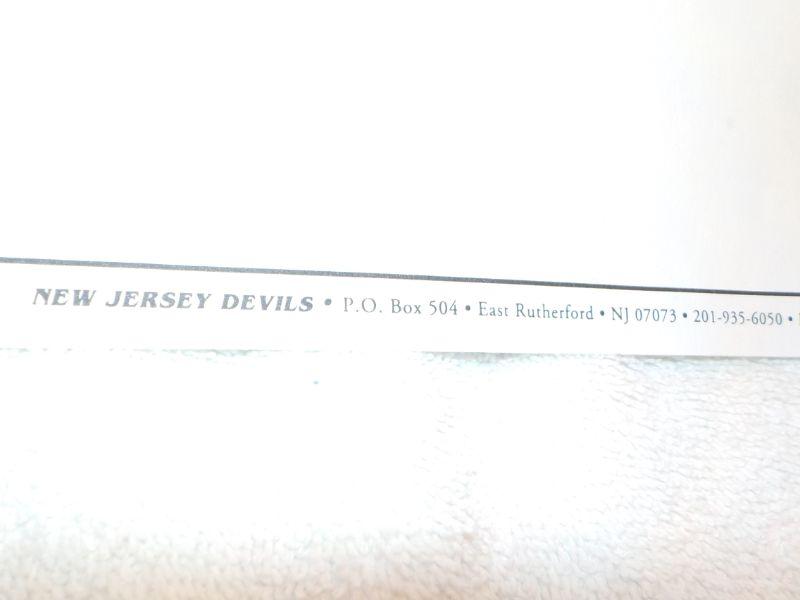 NEW JERSEY DEVILS • P.O. Box 504 • East Rutherford • NJ 07073 • 201-935-6050 •